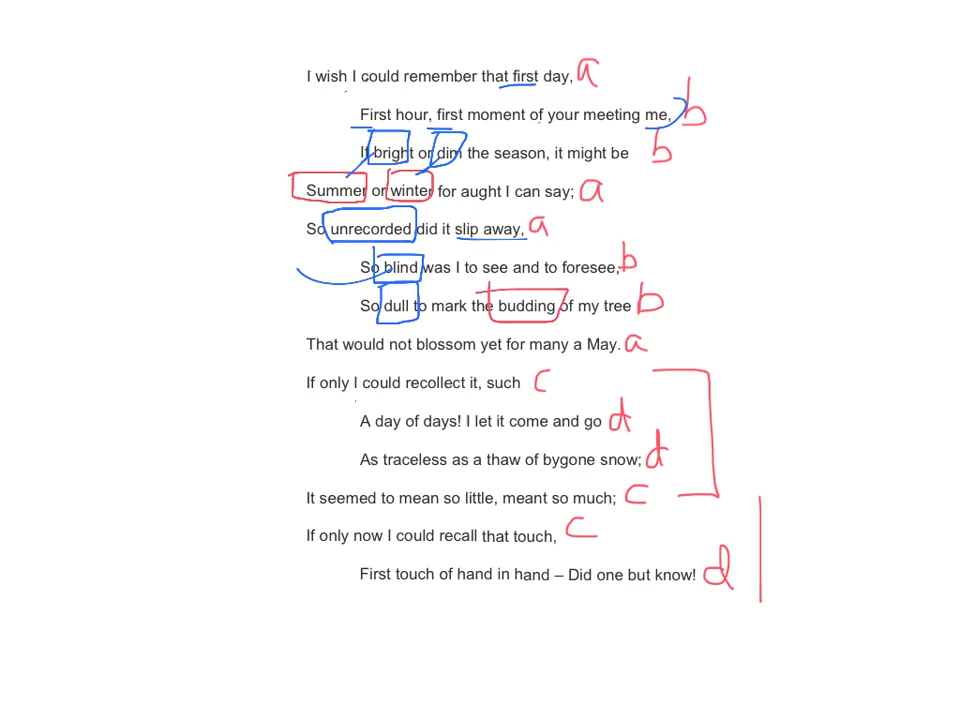 I wish I could remember that first day, a
First hour, first moment of your meeting me, b
If bright or dim the season, it might be b
Summer or winter for aught I can say; a
So unrecorded did it slip away, a
So blind was I to see and to foresee, b
So dull to mark the budding of my tree b
That would not blossom yet for many a May. a
If only I could recollect it, such c
A day of days! I let it come and go d
As traceless as a thaw of bygone snow; d
It seemed to mean so little, meant so much; c
If only now I could recall that touch, c
First touch of hand in hand – Did one but know! d